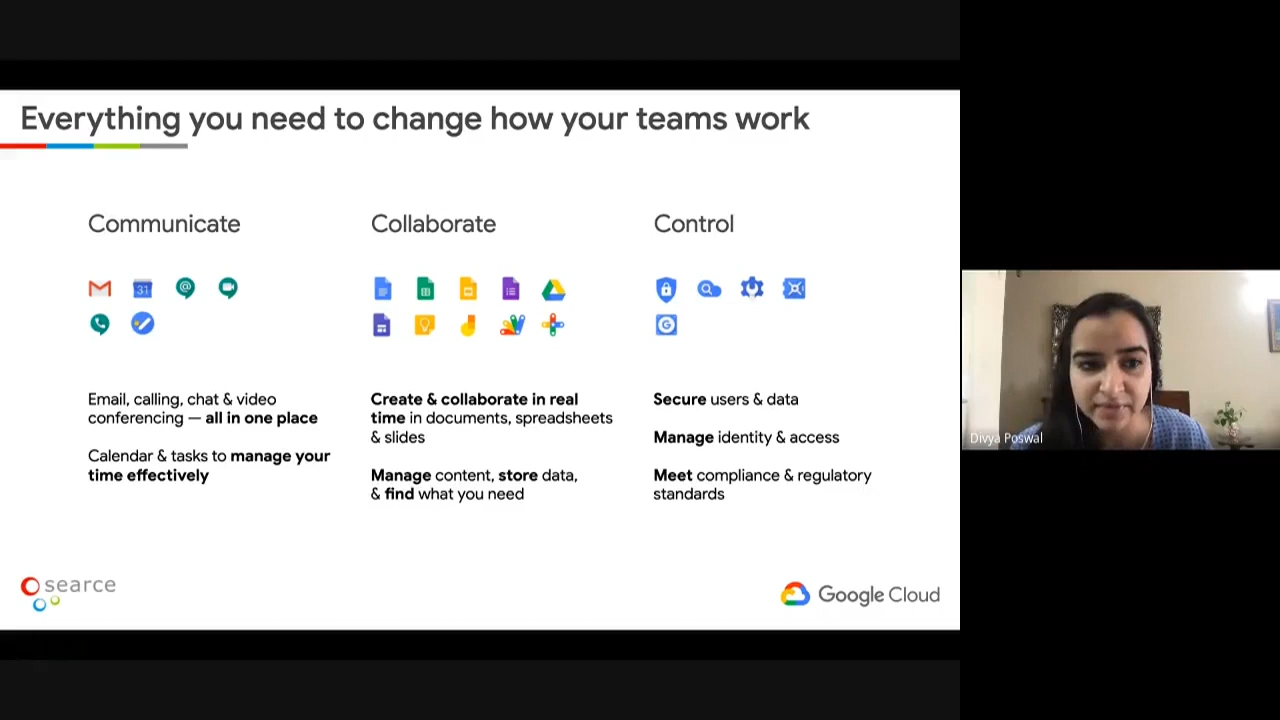 Everything you need to change how your teams work
Communicate
Collaborate
Control
31
@
G
Email, calling, chat & video
conferencing — all in one place
Calendar & tasks to manage your
time effectively
Create & collaborate in real
time in documents, spreadsheets
& slides
Manage content, store data,
& find what you need
Secure users & data
Manage identity & access
Meet compliance & regulatory
standards
searce
Google Cloud
Divya Poswal